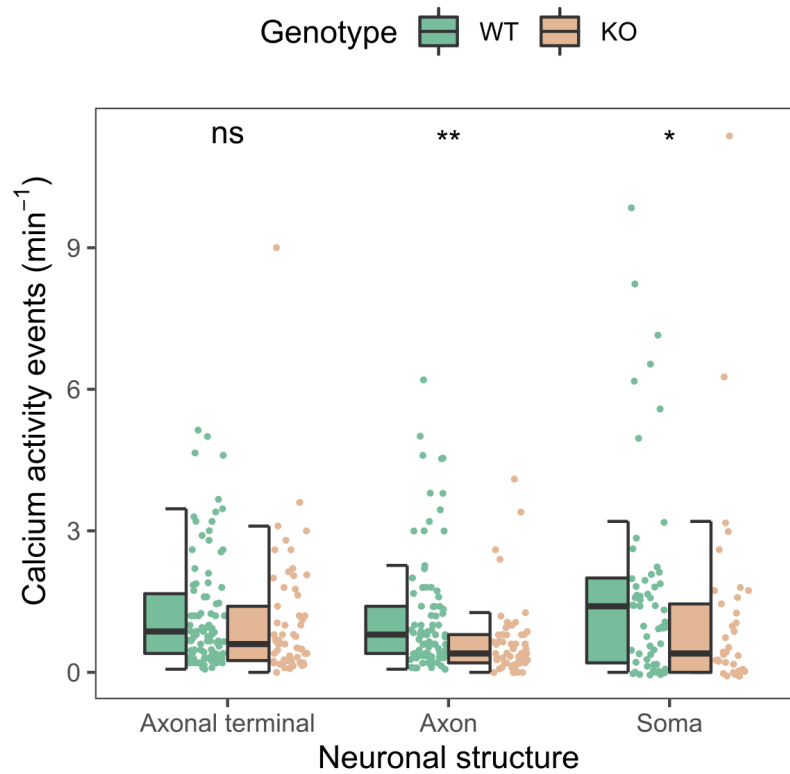 Genotype WT KO
ns ** *
Calcium activity events (min⁻¹)
9
6
3
0
Axonal terminal Axon Soma
Neuronal structure